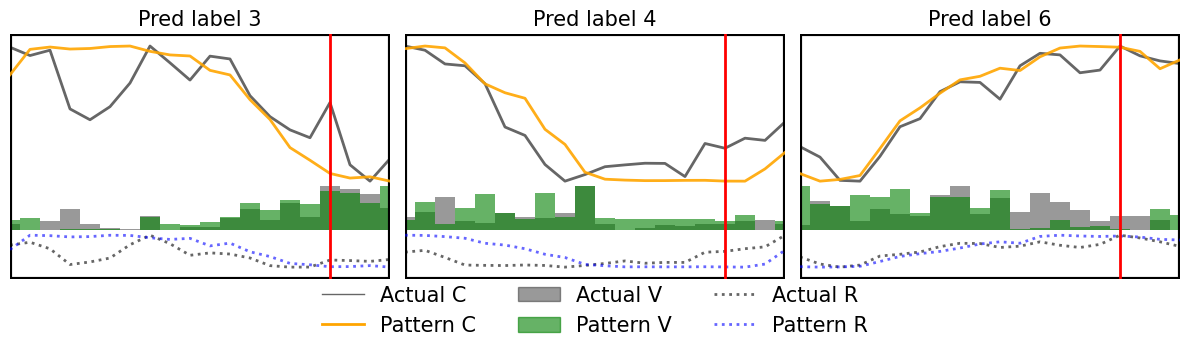 Pred label 3 Pred label 4 Pred label 6
Actual C Actual V Actual R
Pattern C Pattern V Pattern R